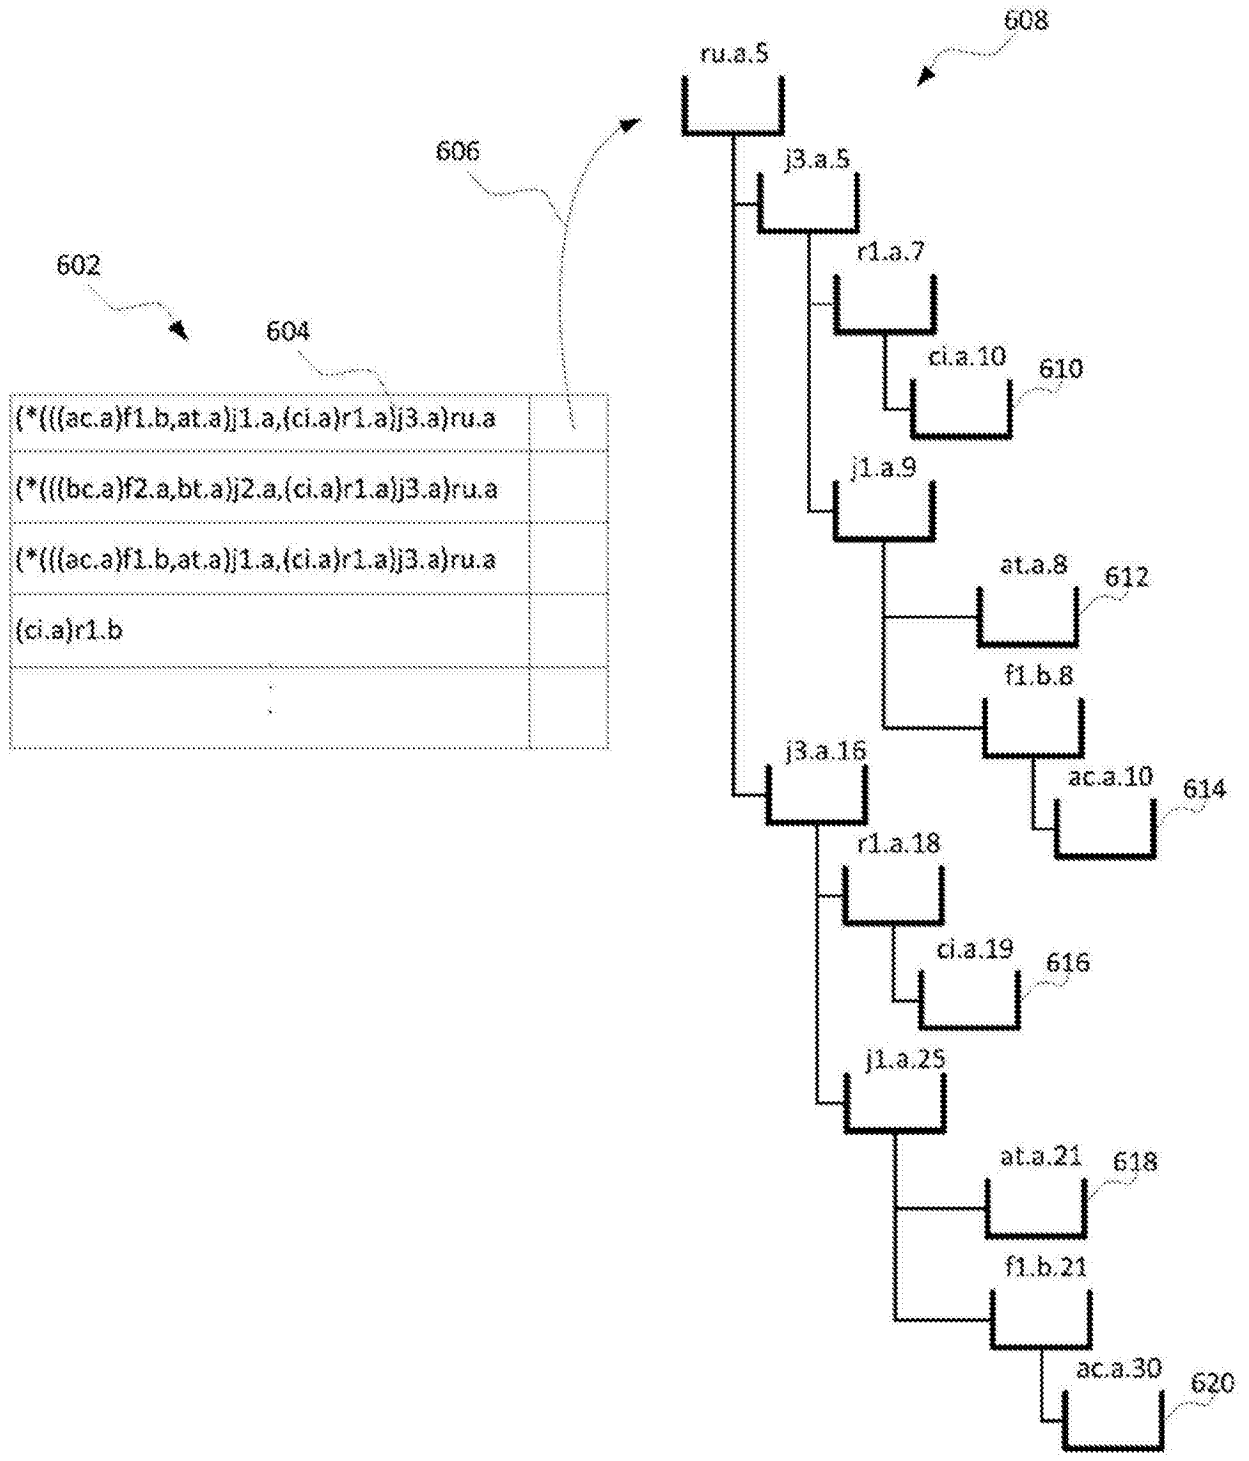 608
ru.a.5
606
j3.a.5
602
r1.a.7
604
ci.a.10
610
(*(((ac.a)f1.b,at.a)j1.a,(ci.a)r1.a)j3.a)ru.a
j1.a.9
(*(((bc.a)f2.a,bt.a)j2.a,(ci.a)r1.a)j3.a)ru.a
(*(((ac.a)f1.b,at.a)j1.a,(ci.a)r1.a)j3.a)ru.a
at.a.8
612
(ci.a)r1.b
f1.b.8
j3.a.16
ac.a.10
614
r1.a.18
ci.a.19
616
j1.a.25
at.a.21
618
f1.b.21
ac.a.30
620